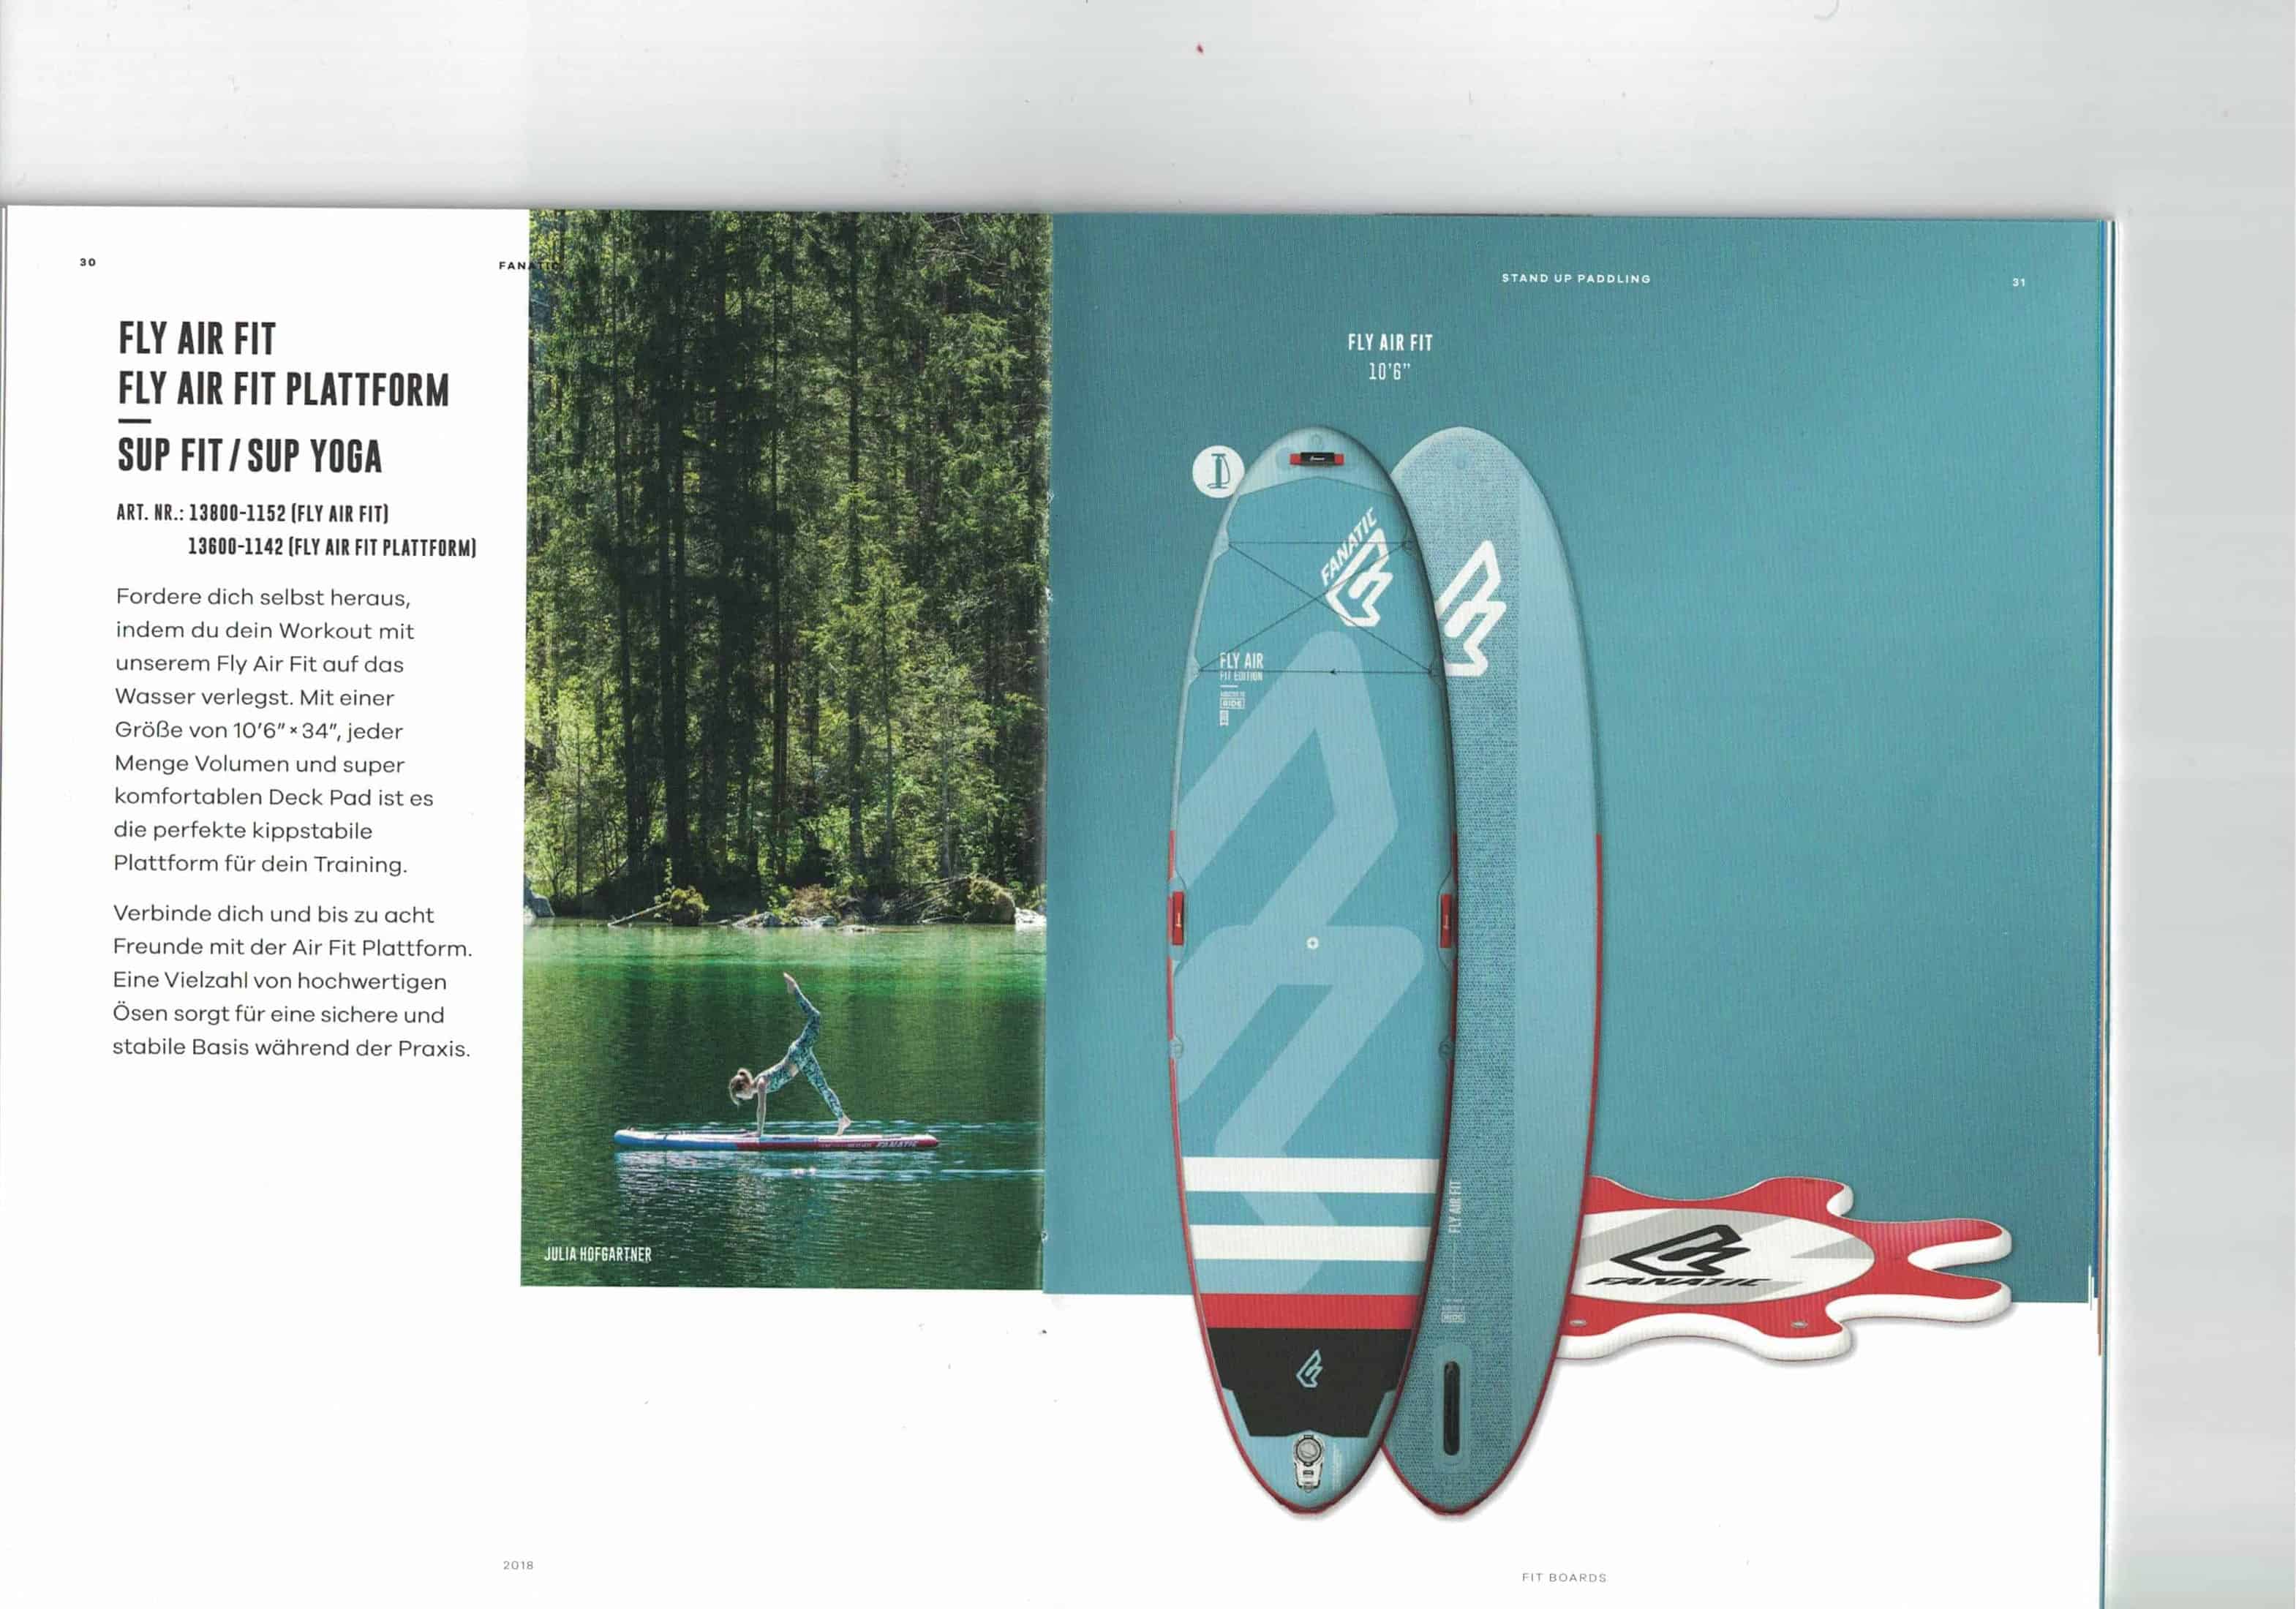 30
FANATIC
FLY AIR FIT
FLY AIR FIT PLATTFORM
SUP FIT / SUP YOGA
ART. NR.: 13800-1152 (FLY AIR FIT)
13600-1142 (FLY AIR FIT PLATTFORM)
Fordere dich selbst heraus,
indem du dein Workout mit
unserem Fly Air Fit auf das
Wasser verlegst. Mit einer
Größe von 10'6" × 34", jeder
Menge Volumen und super
komfortablen Deck Pad ist es
die perfekte kippstabile
Plattform für dein Training.
Verbinde dich und bis zu acht
Freunde mit der Air Fit Plattform.
Eine Vielzahl von hochwertigen
Ösen sorgt für eine sichere und
stabile Basis während der Praxis.
FANATIC
JULIA HOFGARTNER
2018
STAND UP PADDLING
31
FLY AIR FIT
10'6"
FANATIC
FLY AIR
FIT EDITION
RIDE
FLY AIR FIT
FANATIC
FIT BOARDS